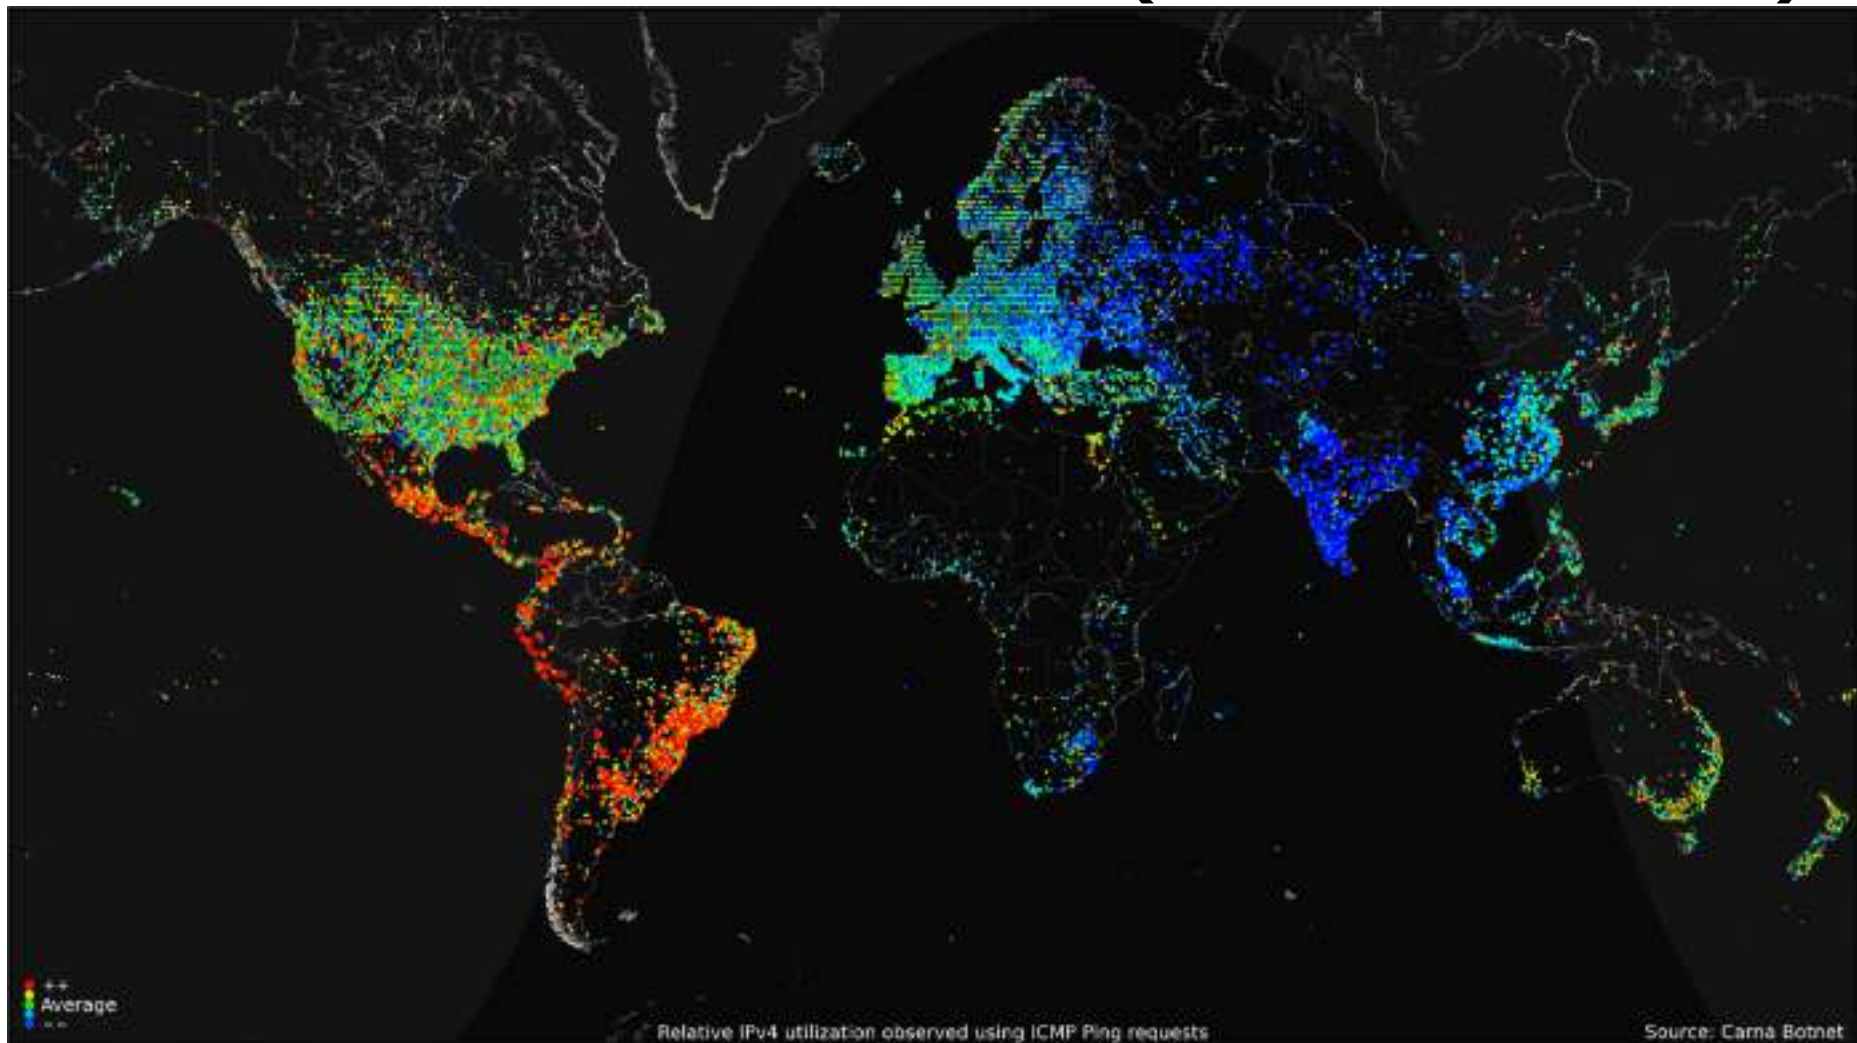 ++
Average
--
Relative IPv4 utilization observed using ICMP Ping requests
Source: Carna Botnet